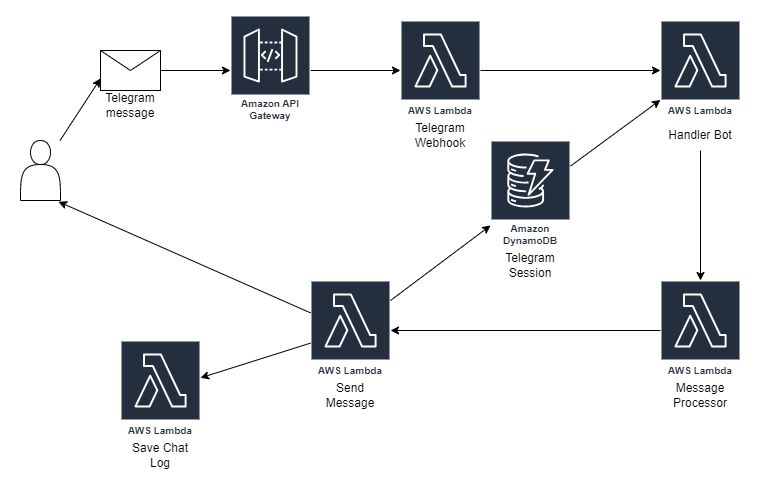 Telegram
message
Amazon API
Gateway
AWS Lambda
Telegram
Webhook
AWS Lambda
Handler Bot
Amazon
DynamoDB
Telegram
Session
AWS Lambda
Send
Message
AWS Lambda
Message
Processor
AWS Lambda
Save Chat
Log